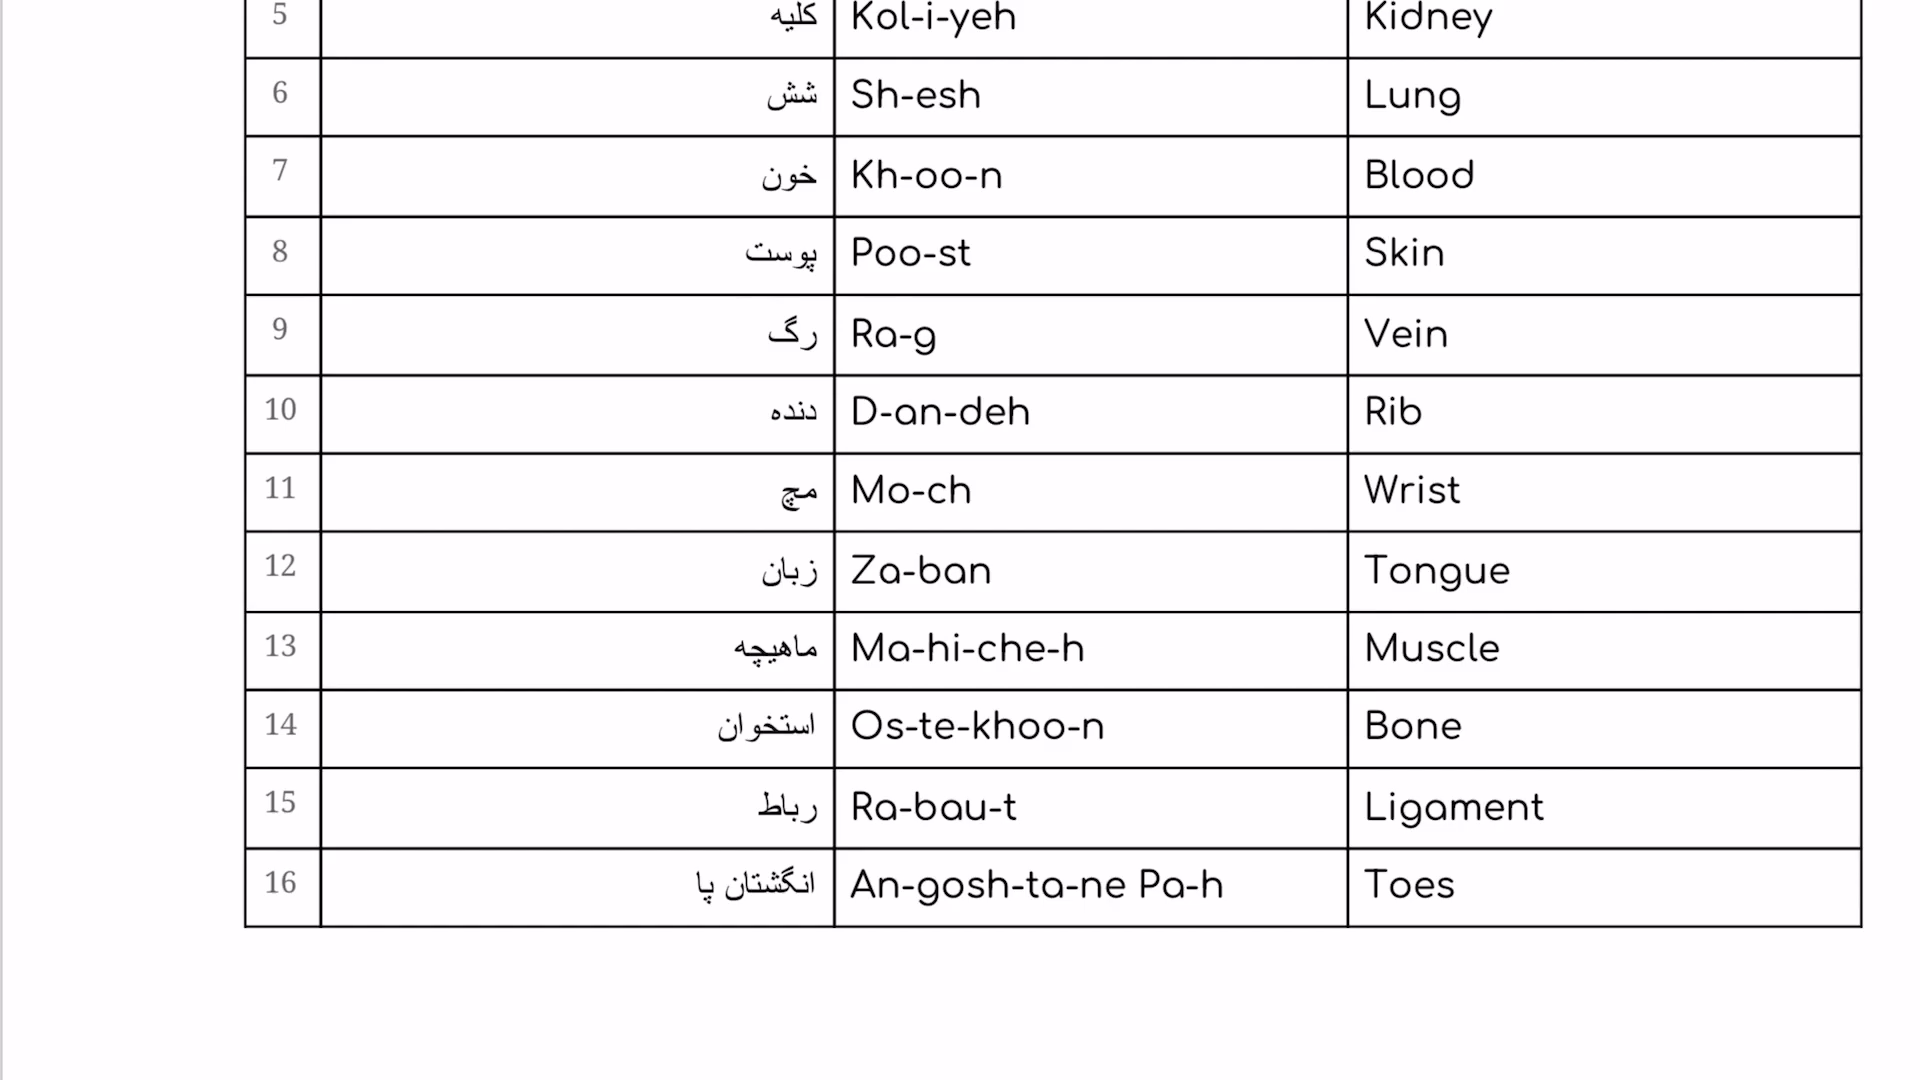 5 کلیه Kol-i-yeh Kidney
6 شش Sh-esh Lung
7 خون Kh-oo-n Blood
8 پوست Poo-st Skin
9 رگ Ra-g Vein
10 دنده D-an-deh Rib
11 مچ Mo-ch Wrist
12 زبان Za-ban Tongue
13 ماهیچه Ma-hi-che-h Muscle
14 استخوان Os-te-khoo-n Bone
15 رباط Ra-bau-t Ligament
16 انگشتان پا An-gosh-ta-ne Pa-h Toes